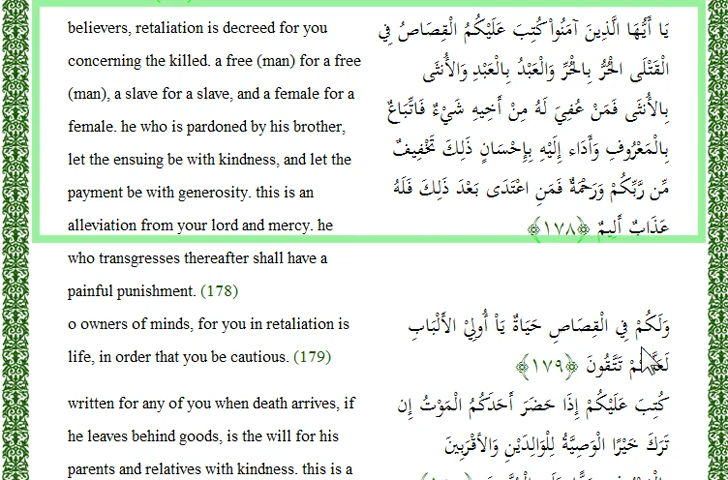 believers, retaliation is decreed for you
concerning the killed. a free (man) for a free
(man), a slave for a slave, and a female for a
female. he who is pardoned by his brother,
let the ensuing be with kindness, and let the
payment be with generosity. this is an
alleviation from your lord and mercy. he
who transgresses thereafter shall have a
painful punishment. (178)
o owners of minds, for you in retaliation is
life, in order that you be cautious. (179)
written for any of you when death arrives, if
he leaves behind goods, is the will for his
parents and relatives with kindness. this is a
يَا أَيُّهَا الَّذِينَ آمَنُواْ كُتِبَ عَلَيْكُمُ الْقِصَاصُ فِي
الْقَتْلَى الْحُرُّ بِالْحُرِّ وَالْعَبْدُ بِالْعَبْدِ وَالأُنثَى
بِالأُنثَى فَمَنْ عُفِيَ لَهُ مِنْ أَخِيهِ شَيْءٌ فَاتِّبَاعٌ
بِالْمَعْرُوفِ وَأَدَاء إِلَيْهِ بِإِحْسَانٍ ذَلِكَ تَخْفِيفٌ
مِّن رَّبِّكُمْ وَرَحْمَةٌ فَمَنِ اعْتَدَى بَعْدَ ذَلِكَ فَلَهُ
عَذَابٌ أَلِيمٌ ﴿١٧٨﴾
وَلَكُمْ فِي الْقِصَاصِ حَيَاةٌ يَاْ أُولِيْ الأَلْبَابِ
لَعَلَّكُمْ تَتَّقُونَ ﴿١٧٩﴾
كُتِبَ عَلَيْكُمْ إِذَا حَضَرَ أَحَدَكُمُ الْمَوْتُ إِن
تَرَكَ خَيْرًا الْوَصِيَّةُ لِلْوَالِدَيْنِ وَالأقْرَبِينَ